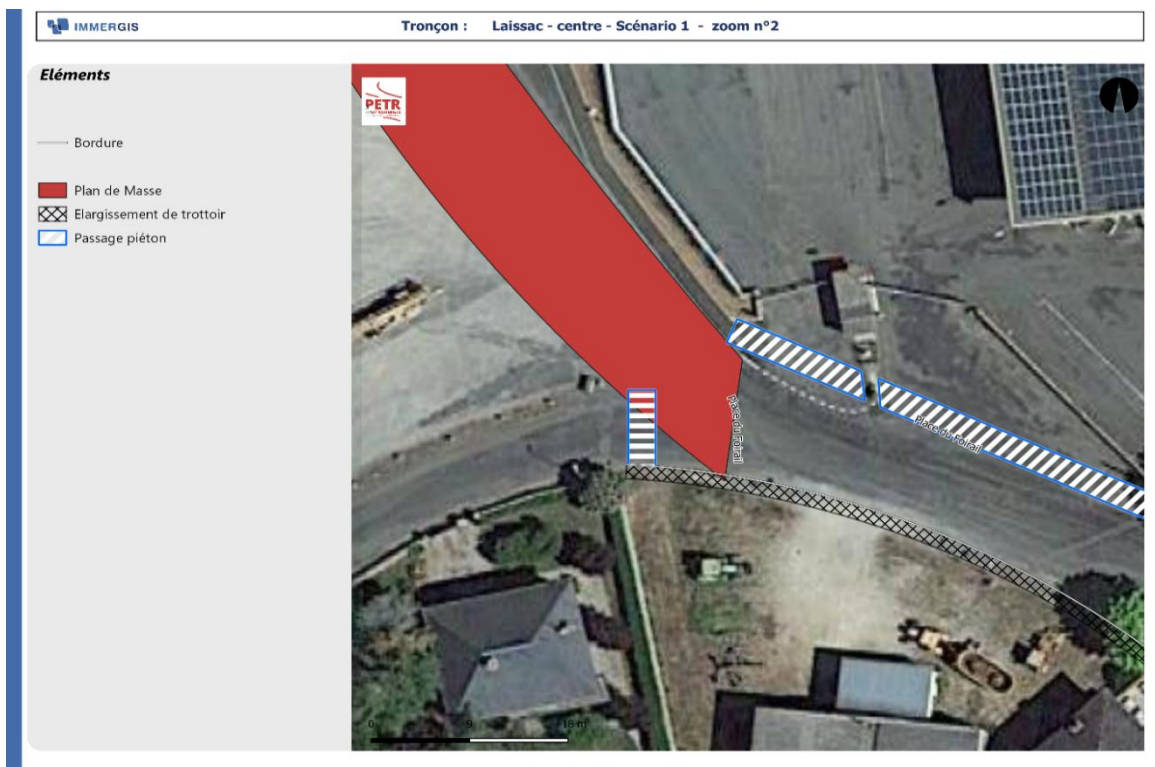 IMMERGIS
Tronçon : Laissac - centre - Scénario 1 - zoom n°2
Eléments
Bordure
Plan de Masse
Elargissement de trottoir
Passage piéton
PETR
Place du Foirail
Place du Foirail
0 9 18 m